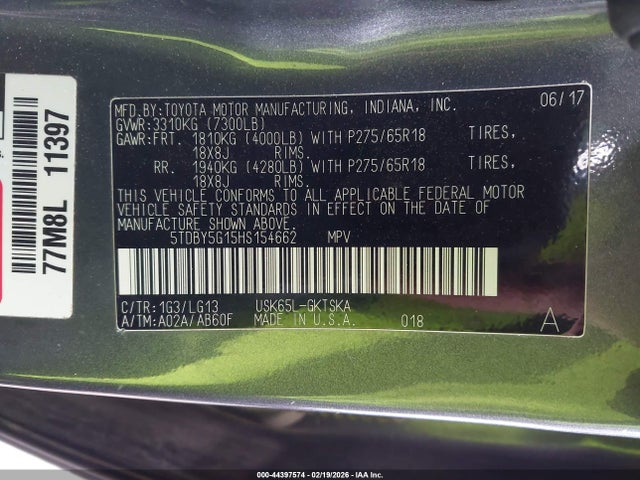 MFD.BY:TOYOTA MOTOR MANUFACTURING, INDIANA, INC. 06/17
GVWR:3310KG (7300LB)
GAWR:FRT. 1810KG (4000LB) WITH P275/65R18 TIRES,
18X8J RIMS.
RR. 1940KG (4280LB) WITH P275/65R18 TIRES,
18X8J RIMS.
THIS VEHICLE CONFORMS TO ALL APPLICABLE FEDERAL MOTOR
VEHICLE SAFETY STANDARDS IN EFFECT ON THE DATE OF
MANUFACTURE SHOWN ABOVE.
5TDBY5G15HS154662 MPV
C/TR:1G3/LG13 USK65L-GKTSKA
A/TM:A02A/AB60F MADE IN U.S.A. 018 A
77M8L 11397
000-44397574 - 02/19/2026 - IAAI Inc.